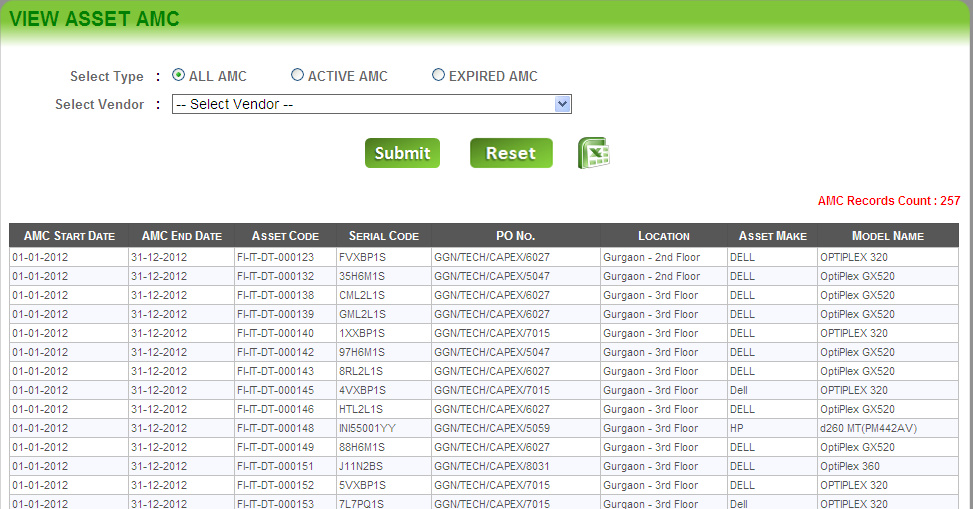 VIEW ASSET AMC
Select Type : ALL AMC ACTIVE AMC EXPIRED AMC
Select Vendor : -- Select Vendor --
Submit Reset
AMC Records Count : 257
AMC START DATE AMC END DATE ASSET CODE SERIAL CODE PO NO. LOCATION ASSET MAKE MODEL NAME
01-01-2012 31-12-2012 FI-IT-DT-000123 FVXBP1S GGN/TECH/CAPEX/6027 Gurgaon - 2nd Floor DELL OPTIPLEX 320
01-01-2012 31-12-2012 FI-IT-DT-000132 35H6M1S GGN/TECH/CAPEX/5047 Gurgaon - 2nd Floor DELL OptiPlex GX520
01-01-2012 31-12-2012 FI-IT-DT-000138 CML2L1S GGN/TECH/CAPEX/6027 Gurgaon - 3rd Floor DELL OptiPlex GX520
01-01-2012 31-12-2012 FI-IT-DT-000139 GML2L1S GGN/TECH/CAPEX/6027 Gurgaon - 3rd Floor DELL OptiPlex GX520
01-01-2012 31-12-2012 FI-IT-DT-000140 1XXBP1S GGN/TECH/CAPEX/7015 Gurgaon - 3rd Floor DELL OPTIPLEX 320
01-01-2012 31-12-2012 FI-IT-DT-000142 97H6M1S GGN/TECH/CAPEX/5047 Gurgaon - 3rd Floor DELL OptiPlex GX520
01-01-2012 31-12-2012 FI-IT-DT-000143 8RL2L1S GGN/TECH/CAPEX/6027 Gurgaon - 3rd Floor DELL OptiPlex GX520
01-01-2012 31-12-2012 FI-IT-DT-000145 4VXBP1S GGN/TECH/CAPEX/7015 Gurgaon - 3rd Floor Dell OPTIPLEX 320
01-01-2012 31-12-2012 FI-IT-DT-000146 HTL2L1S GGN/TECH/CAPEX/6027 Gurgaon - 3rd Floor DELL OptiPlex GX520
01-01-2012 31-12-2012 FI-IT-DT-000148 INI55001YY GGN/TECH/CAPEX/5059 Gurgaon - 3rd Floor HP d260 MT(PM442AV)
01-01-2012 31-12-2012 FI-IT-DT-000149 88H6M1S GGN/TECH/CAPEX/6027 Gurgaon - 3rd Floor DELL OptiPlex GX520
01-01-2012 31-12-2012 FI-IT-DT-000151 J11N2BS GGN/TECH/CAPEX/8031 Gurgaon - 3rd Floor DELL OptiPlex 360
01-01-2012 31-12-2012 FI-IT-DT-000152 5VXBP1S GGN/TECH/CAPEX/7015 Gurgaon - 3rd Floor DELL OPTIPLEX 320
01-01-2012 31-12-2012 FI-IT-DT-000153 7L7PQ1S GGN/TECH/CAPEX/7015 Gurgaon - 3rd Floor Dell OPTIPLEX 320